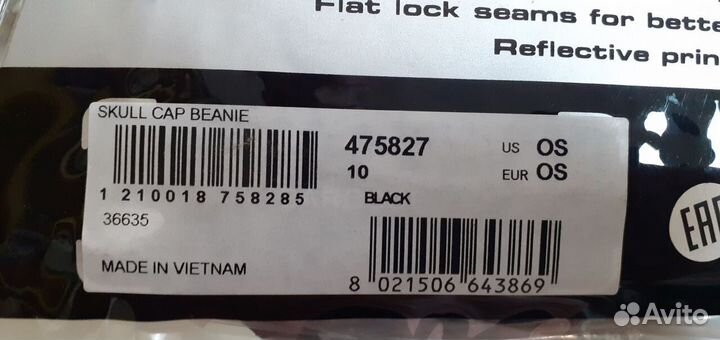 Flat lock seams for bette
Reflective prin
SKULL CAP BEANIE
475827
US OS
10
EUR OS
1 210018 758285
BLACK
36635
MADE IN VIETNAM
8 021506 643869
EAC
Avito